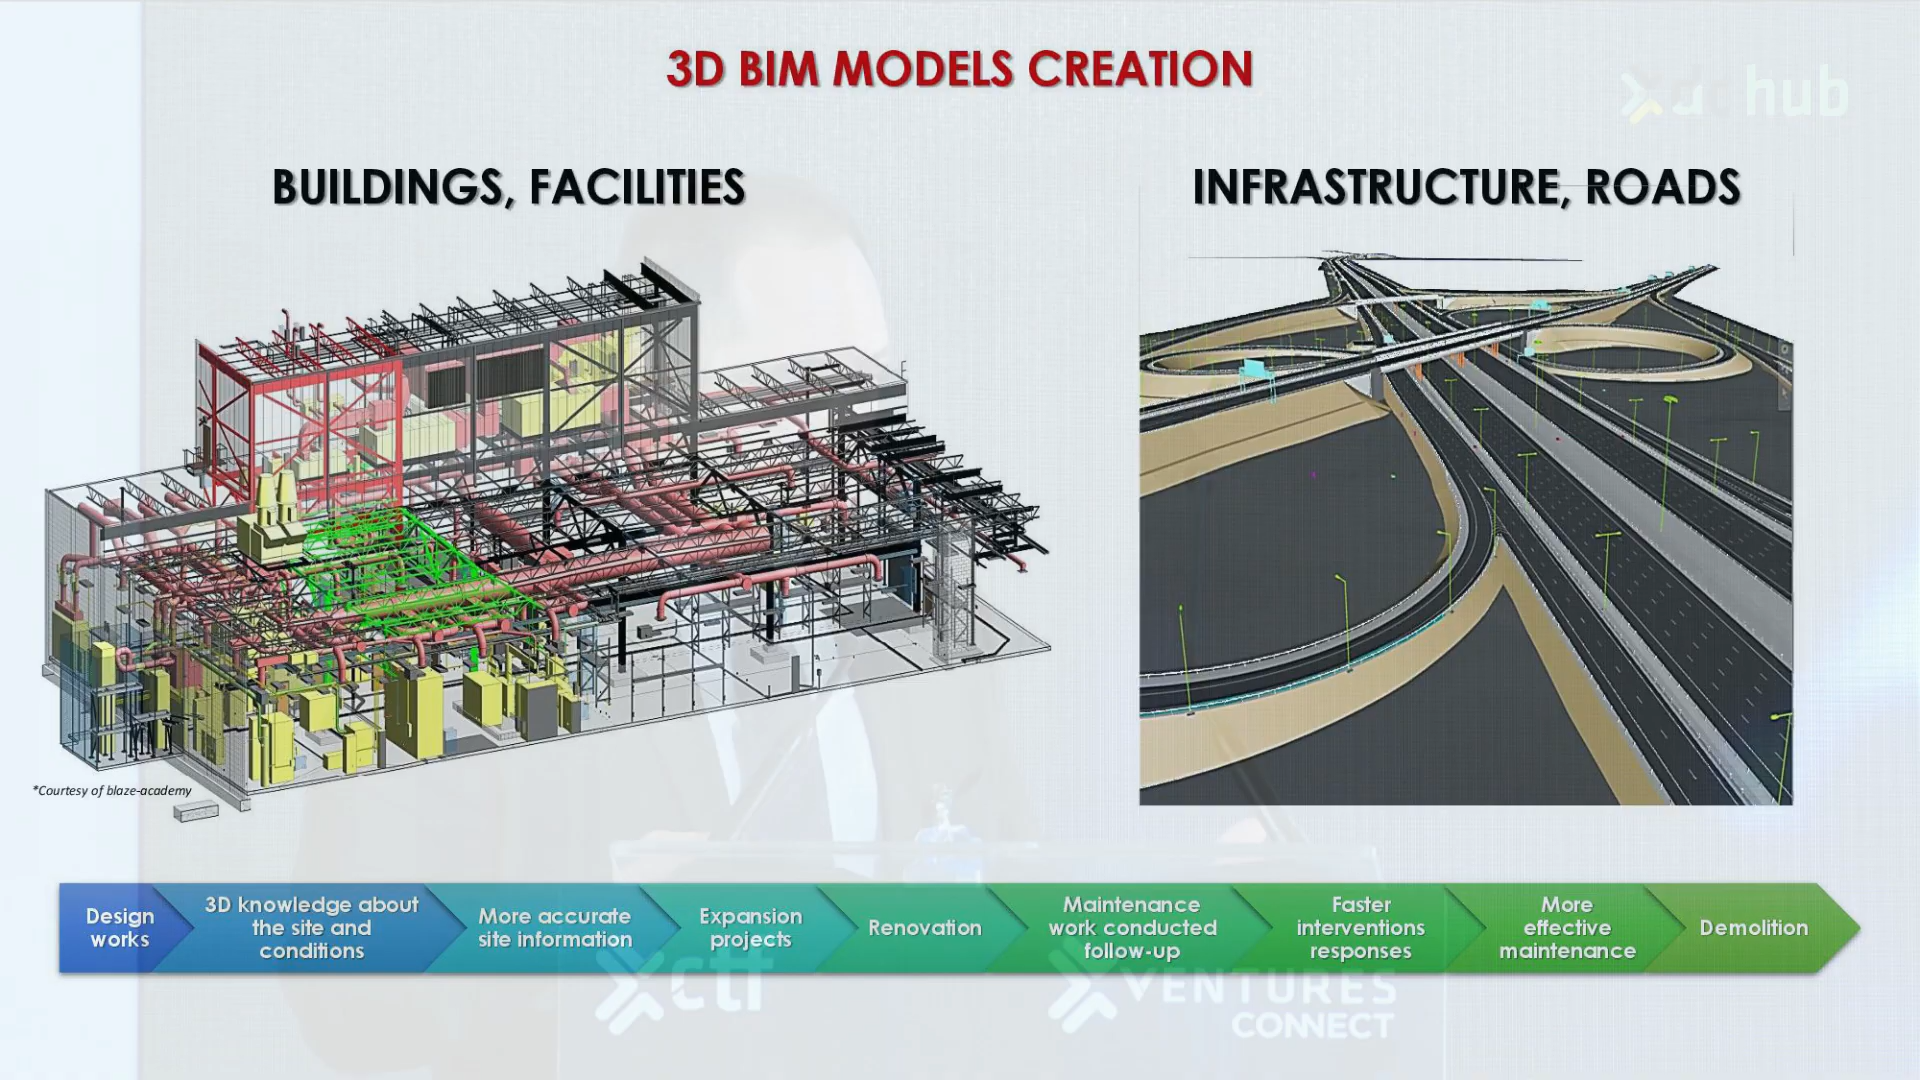 3D BIM MODELS CREATION
hub
BUILDINGS, FACILITIES
INFRASTRUCTURE, ROADS
*Courtesy of blaze-academy
Design
works
3D knowledge about
the site and
conditions
More accurate
site information
Expansion
projects
Renovation
Maintenance
work conducted
follow-up
Faster
interventions
responses
More
effective
maintenance
Demolition
ctt
VENTURES
CONNECT